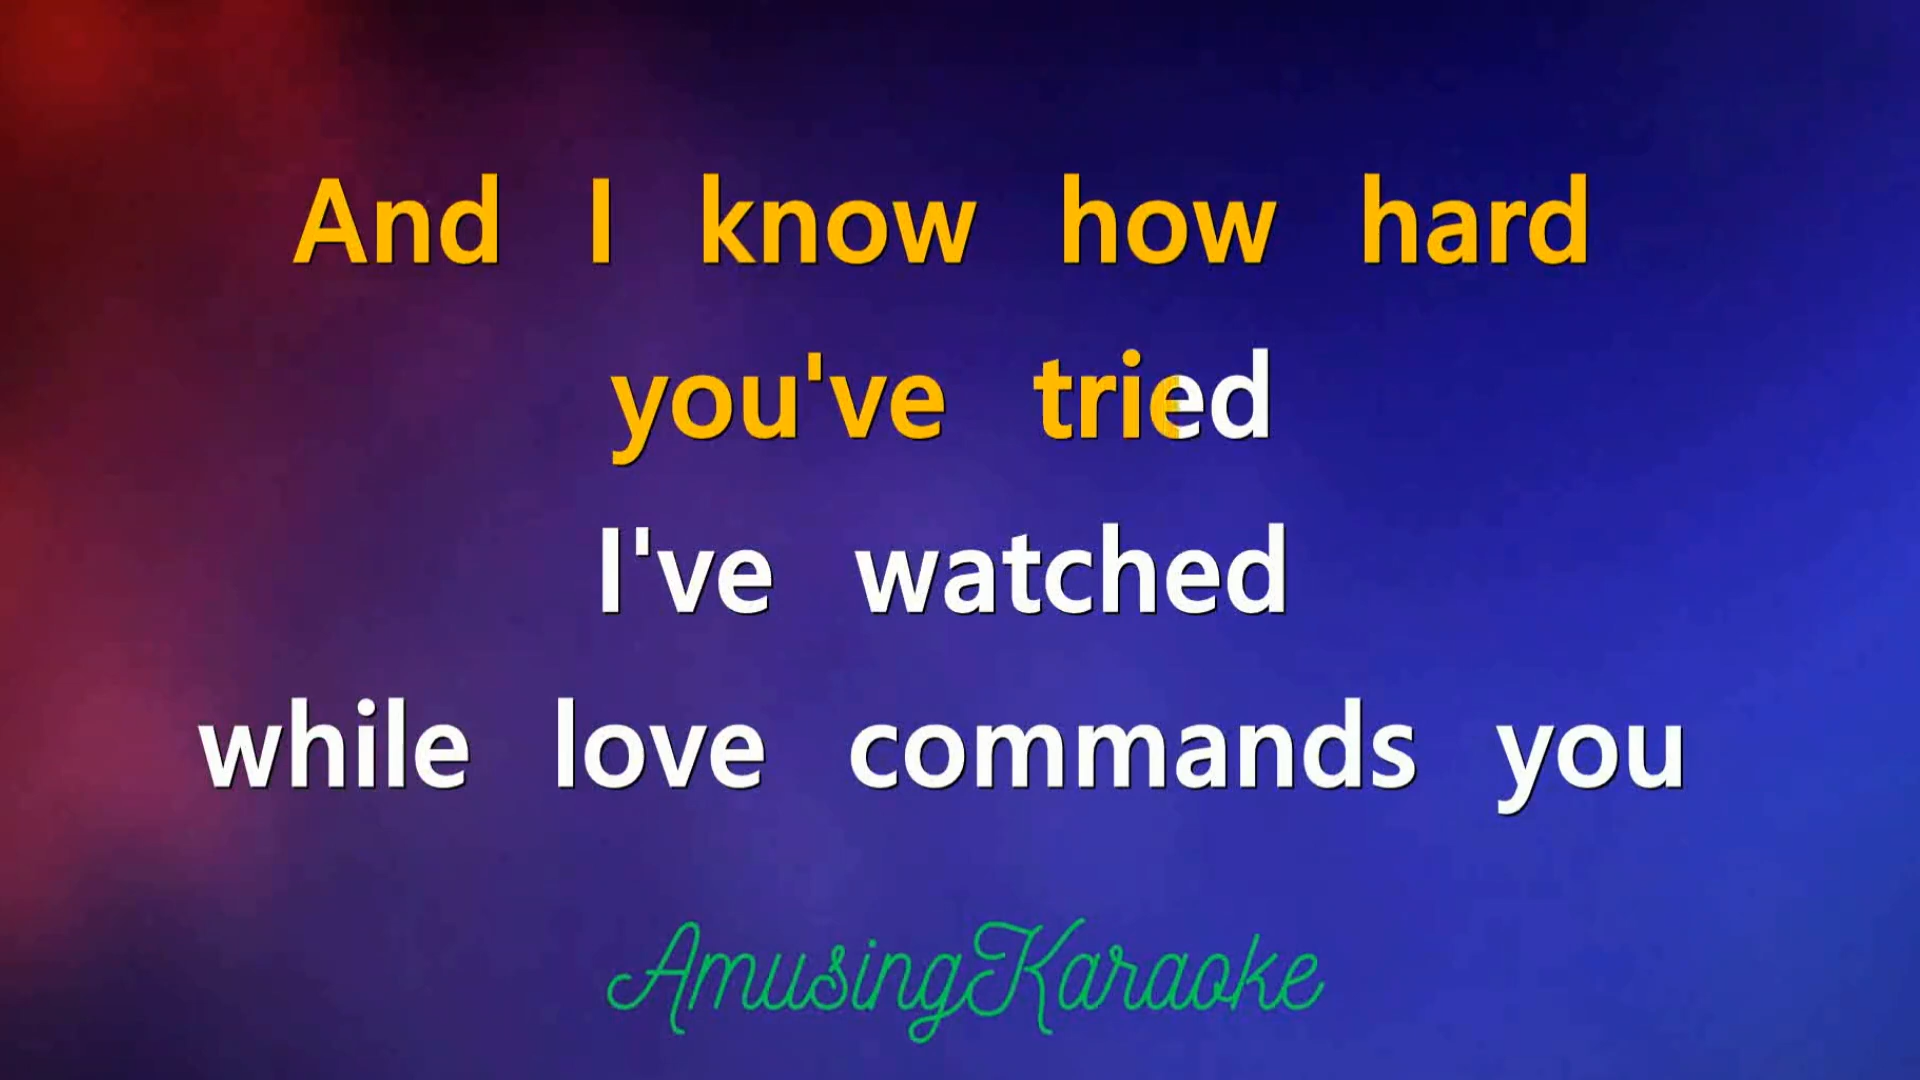 And I know how hard
you've tried
I've watched
while love commands you
AmusingKaraoke